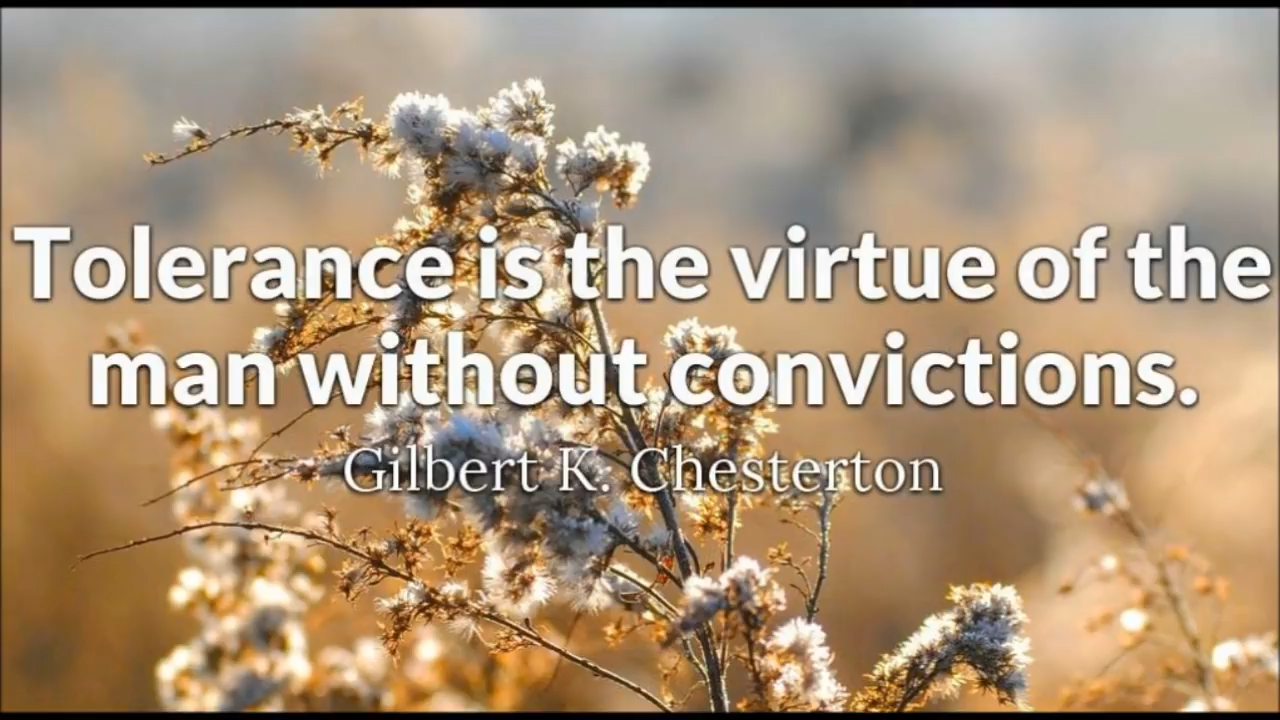 Tolerance is the virtue of the
man without convictions.
Gilbert K. Chesterton